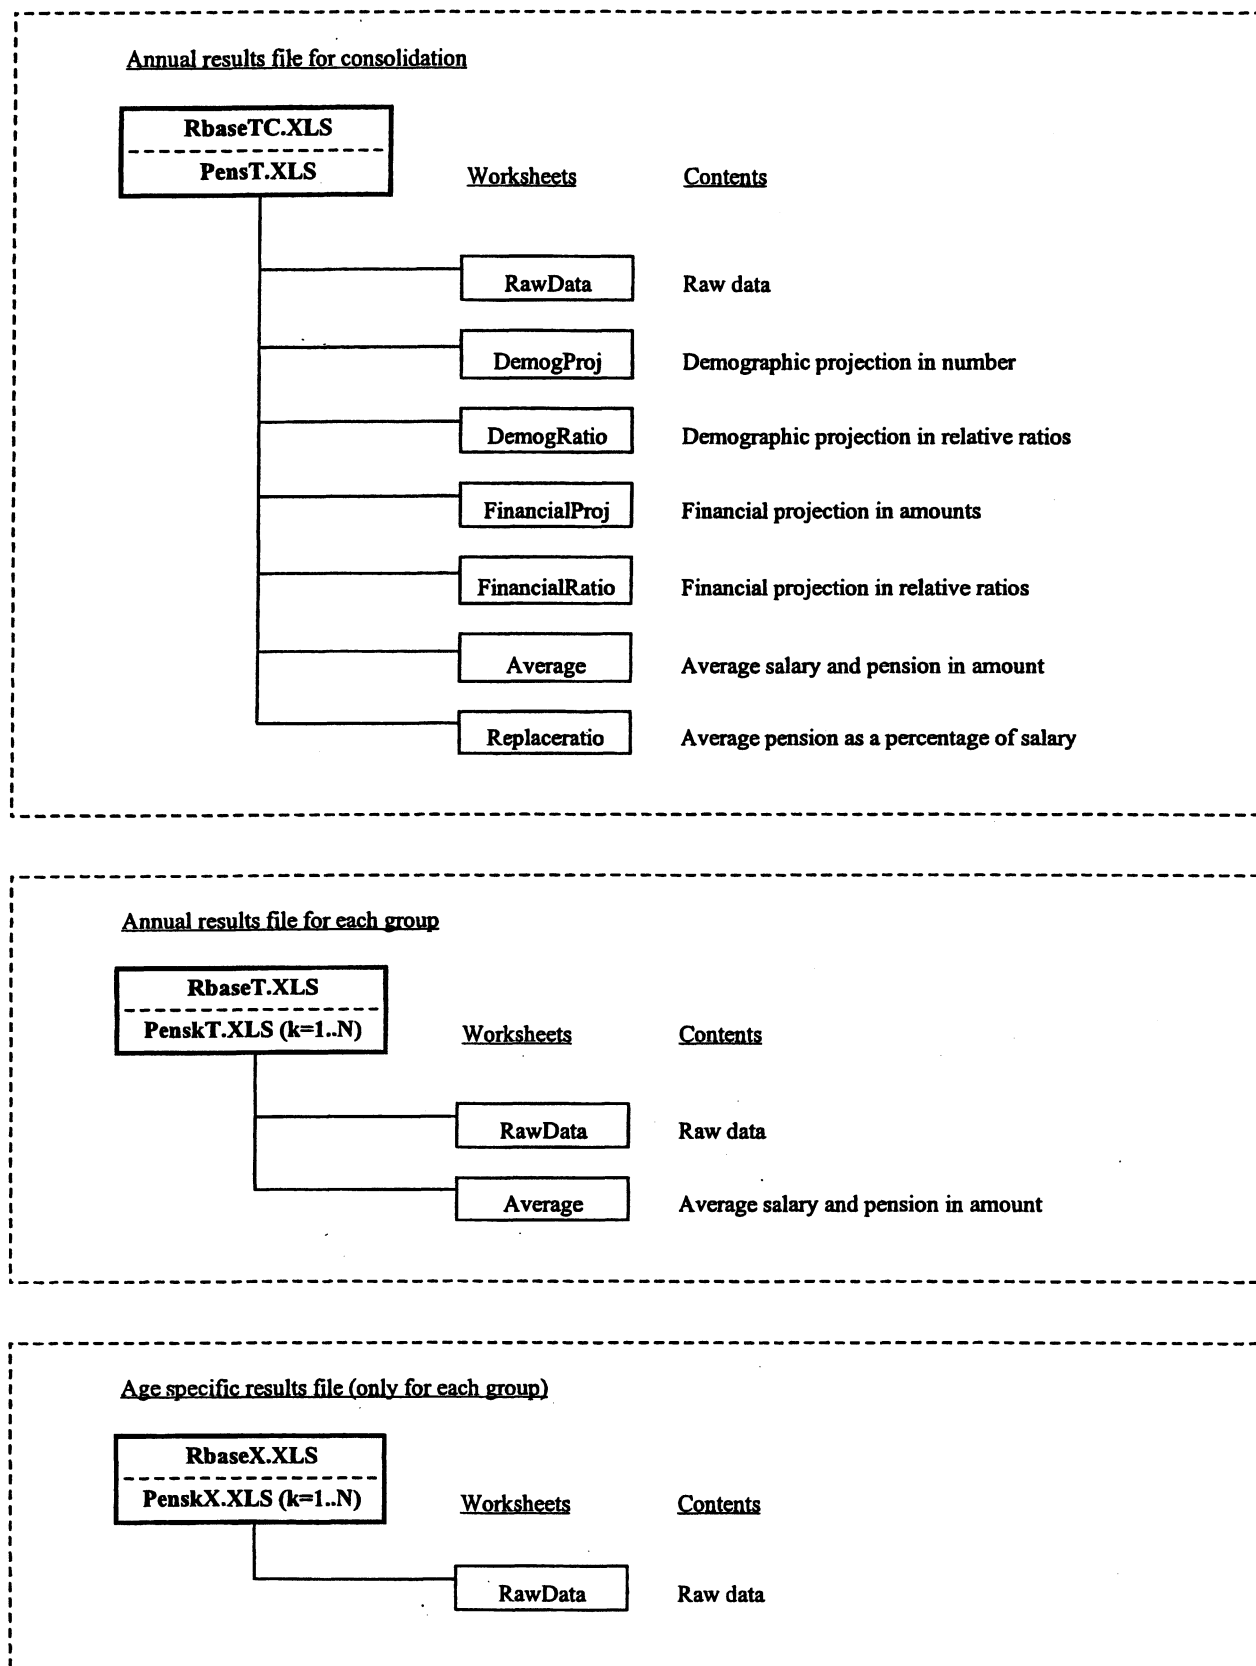 Annual results file for consolidation
RbaseTC.XLS
PensT.XLS
Worksheets Contents
RawData Raw data
DemogProj Demographic projection in number
DemogRatio Demographic projection in relative ratios
FinancialProj Financial projection in amounts
FinancialRatio Financial projection in relative ratios
Average Average salary and pension in amount
Replaceratio Average pension as a percentage of salary
Annual results file for each group
RbaseT.XLS
PenskT.XLS (k=1..N)
Worksheets Contents
RawData Raw data
Average Average salary and pension in amount
Age specific results file (only for each group)
RbaseX.XLS
PenskX.XLS (k=1..N)
Worksheets Contents
RawData Raw data